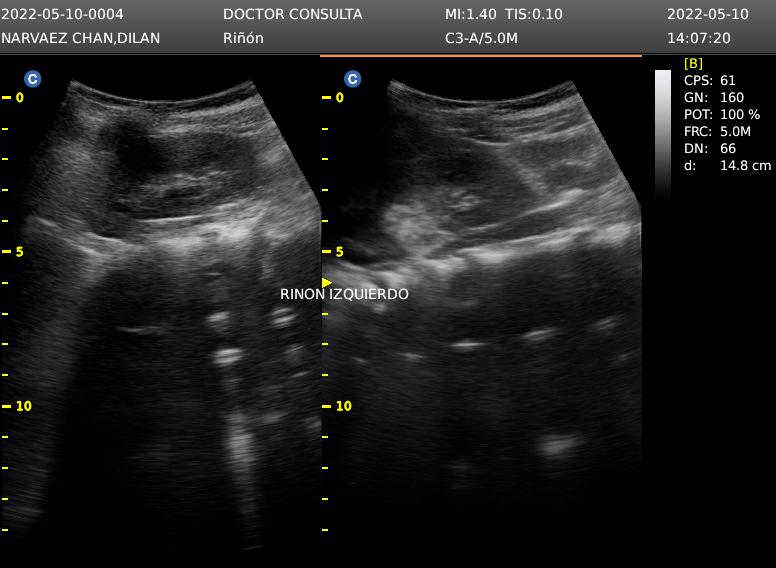 2022-05-10-0004 DOCTOR CONSULTA MI:1.40 TIS:0.10 2022-05-10
NARVAEZ CHAN,DILAN Riñón C3-A/5.0M 14:07:20
C C
[B]
CPS: 61
GN: 160
POT: 100 %
FRC: 5.0M
DN: 66
d: 14.8 cm
0 0
5 5
RINON IZQUIERDO
10 10